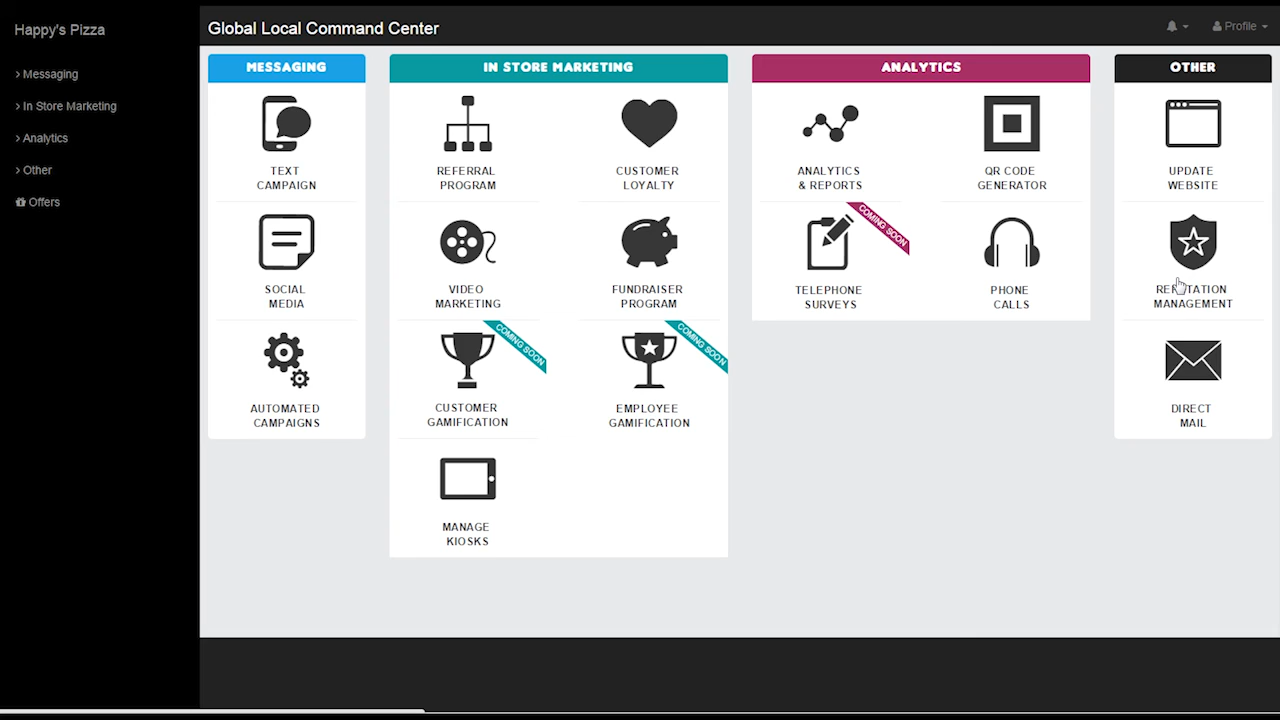 Happy's Pizza
Messaging
In Store Marketing
Analytics
Other
Offers
Global Local Command Center
Profile
MESSAGING
TEXT
CAMPAIGN
SOCIAL
MEDIA
AUTOMATED
CAMPAIGNS
IN STORE MARKETING
REFERRAL
PROGRAM
CUSTOMER
LOYALTY
VIDEO
MARKETING
FUNDRAISER
PROGRAM
COMING SOON
CUSTOMER
GAMIFICATION
COMING SOON
EMPLOYEE
GAMIFICATION
MANAGE
KIOSKS
ANALYTICS
ANALYTICS
& REPORTS
QR CODE
GENERATOR
COMING SOON
TELEPHONE
SURVEYS
PHONE
CALLS
OTHER
UPDATE
WEBSITE
REPUTATION
MANAGEMENT
DIRECT
MAIL